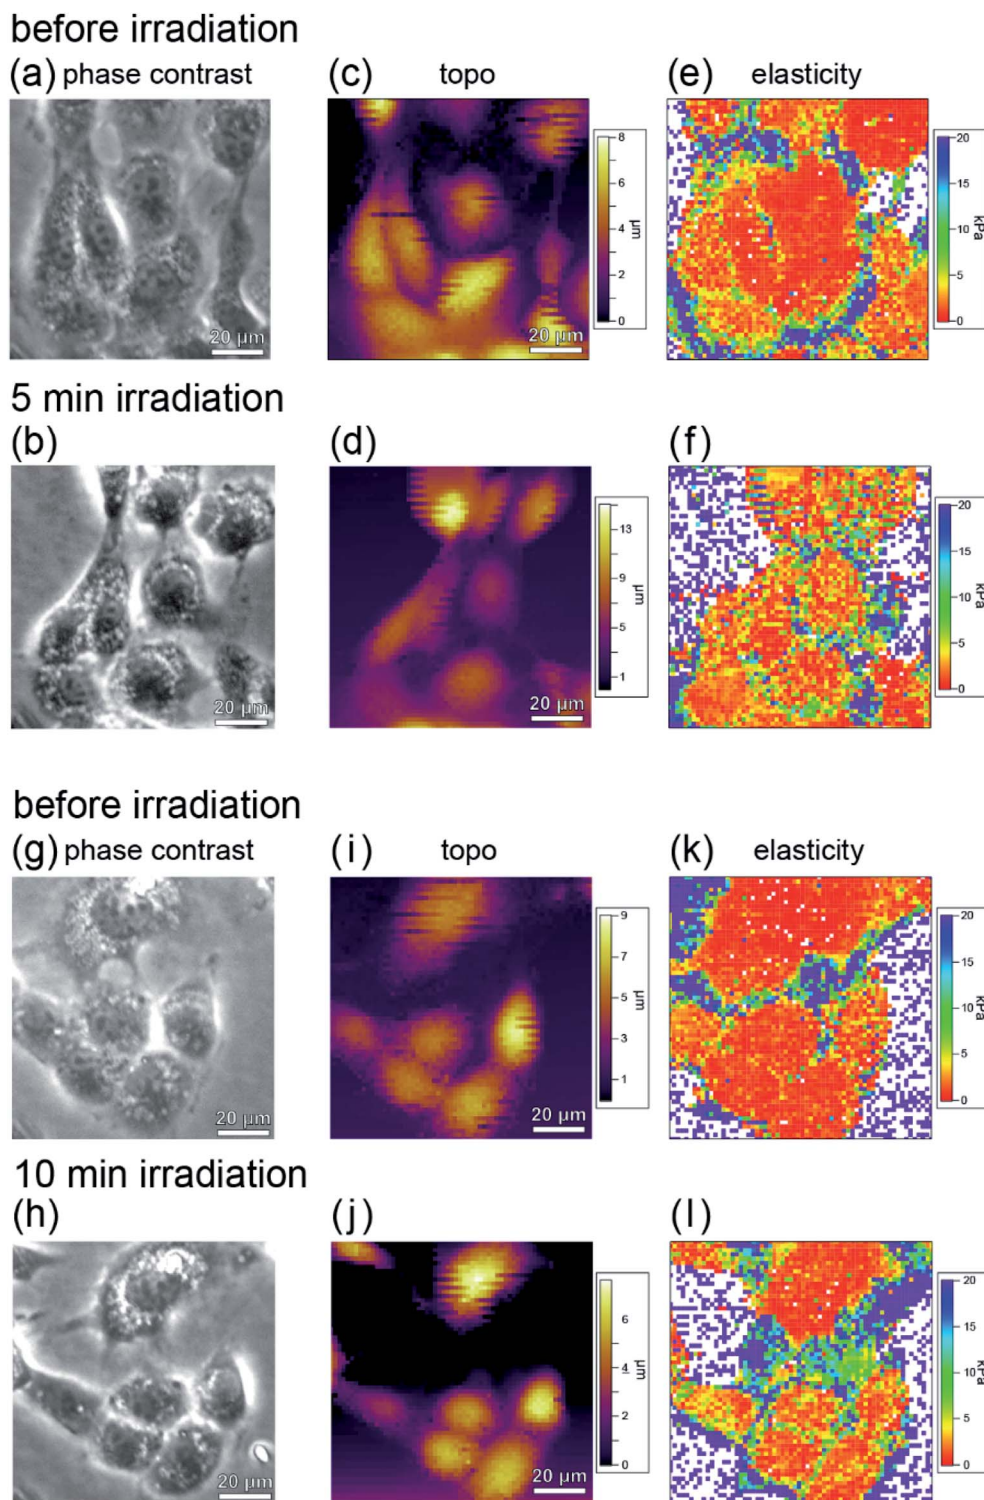 before irradiation
(a) phase contrast
(c) topo
(e) elasticity
20 µm
20 µm
8
6
4
2
0
µm
20
15
10
5
0
kPa
5 min irradiation
(b)
(d)
(f)
20 µm
20 µm
13
9
5
1
µm
20
15
10
5
0
kPa
before irradiation
(g) phase contrast
(i) topo
(k) elasticity
20 µm
20 µm
9
7
5
3
1
µm
20
15
10
5
0
kPa
10 min irradiation
(h)
(j)
(l)
20 µm
20 µm
6
4
2
0
µm
20
15
10
5
0
kPa